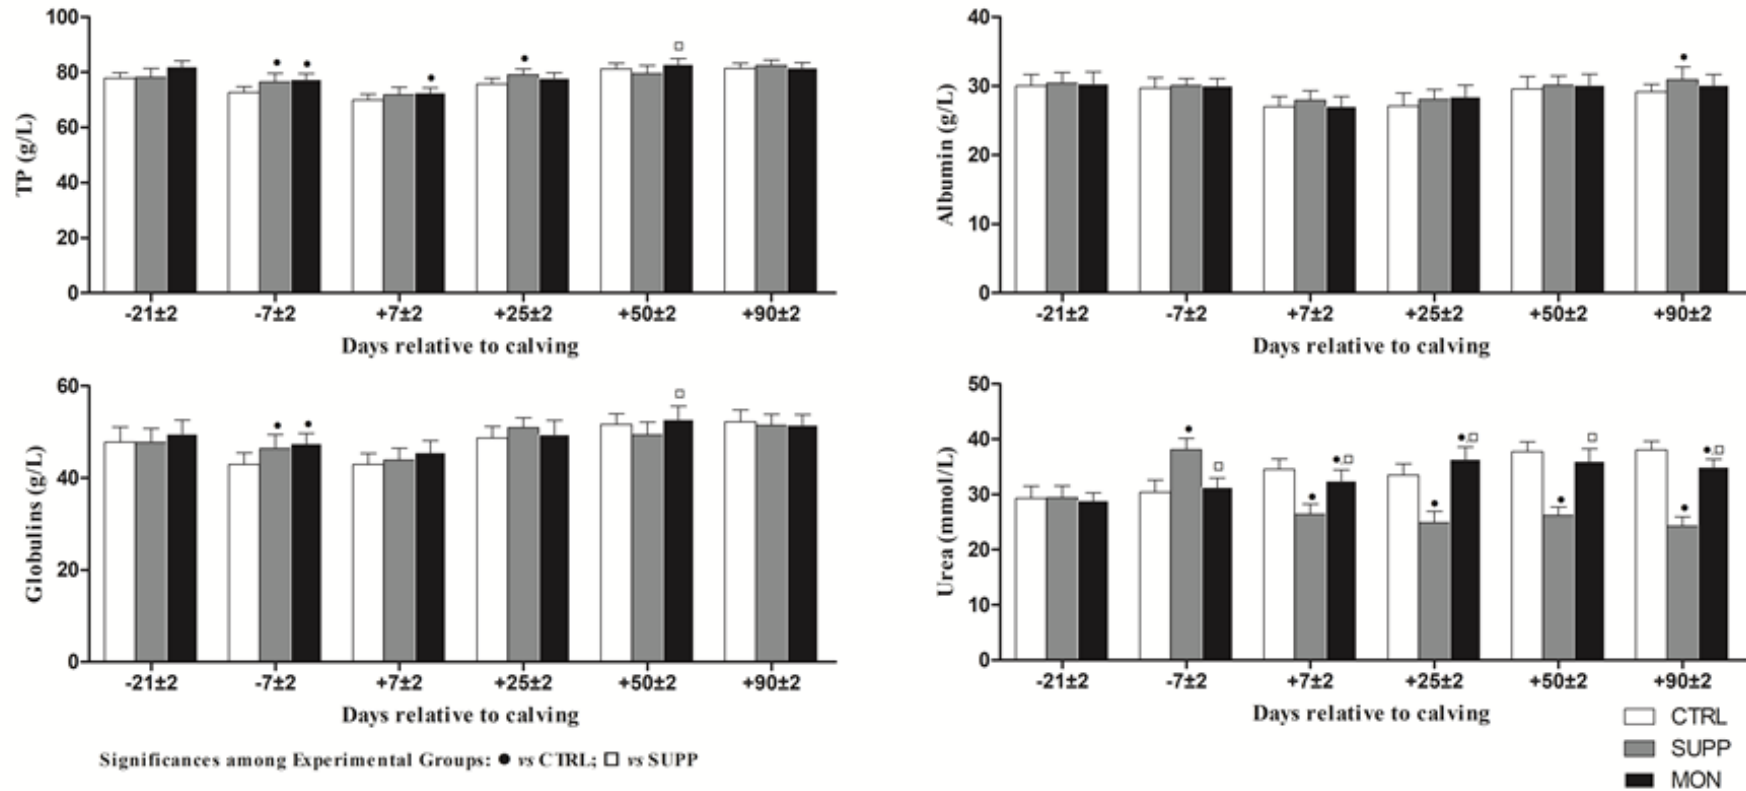 TP (g/L)
100
80
60
40
20
0
-21±2 -7±2 +7±2 +25±2 +50±2 +90±2
Days relative to calving
Albumin (g/L)
40
30
20
10
0
-21±2 -7±2 +7±2 +25±2 +50±2 +90±2
Days relative to calving
Globulins (g/L)
60
40
20
0
-21±2 -7±2 +7±2 +25±2 +50±2 +90±2
Days relative to calving
Urea (mmol/L)
50
40
30
20
10
0
-21±2 -7±2 +7±2 +25±2 +50±2 +90±2
Days relative to calving
Significances among Experimental Groups: ● vs CTRL; □ vs SUPP
CTRL
SUPP
MON